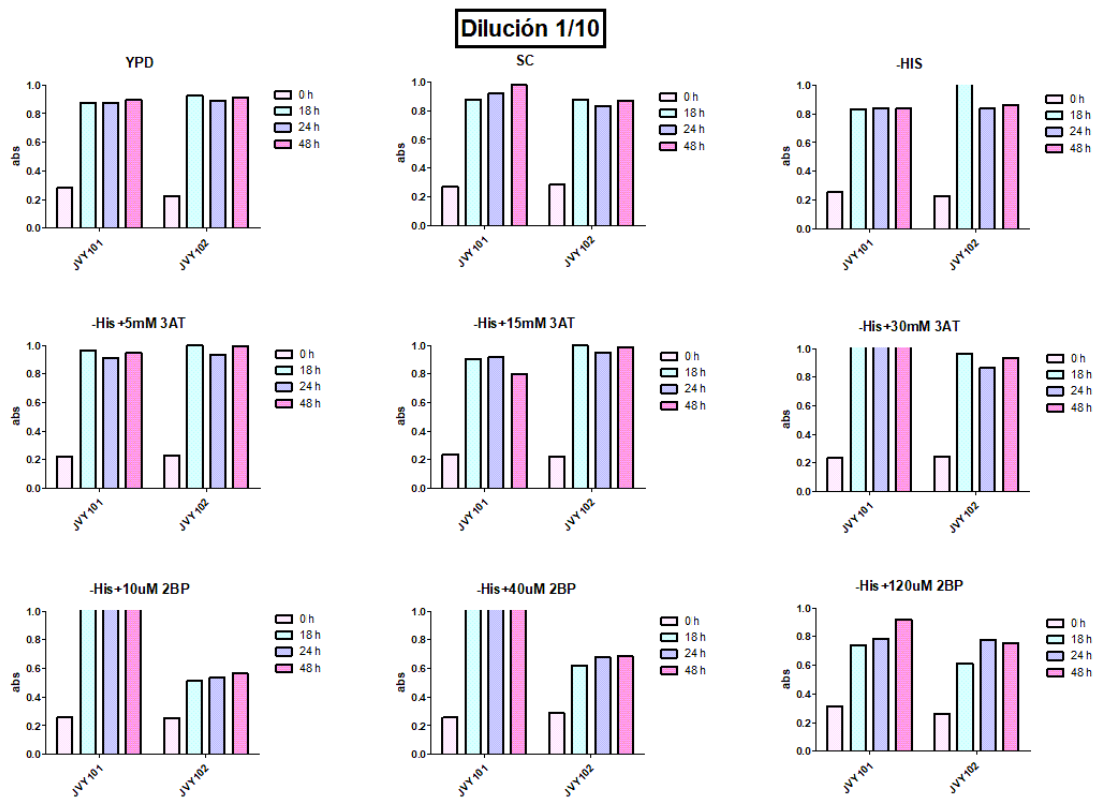 Dilución 1/10
YPD
1.0
0.8
0.6
0.4
0.2
0.0
abs
JVY101
JVY102
0 h
18 h
24 h
48 h
SC
1.0
0.8
0.6
0.4
0.2
0.0
abs
JVY101
JVY102
0 h
18 h
24 h
48 h
-HIS
1.0
0.8
0.6
0.4
0.2
0.0
abs
JVY101
JVY102
0 h
18 h
24 h
48 h
-His+5mM 3AT
1.0
0.8
0.6
0.4
0.2
0.0
abs
JVY101
JVY102
0 h
18 h
24 h
48 h
-His+15mM 3AT
1.0
0.8
0.6
0.4
0.2
0.0
abs
JVY101
JVY102
0 h
18 h
24 h
48 h
-His+30mM 3AT
1.0
0.8
0.6
0.4
0.2
0.0
abs
JVY101
JVY102
0 h
18 h
24 h
48 h
-His+10uM 2BP
1.0
0.8
0.6
0.4
0.2
0.0
abs
JVY101
JVY102
0 h
18 h
24 h
48 h
-His+40uM 2BP
1.0
0.8
0.6
0.4
0.2
0.0
abs
JVY101
JVY102
0 h
18 h
24 h
48 h
-His+120uM 2BP
1.0
0.8
0.6
0.4
0.2
0.0
abs
JVY101
JVY102
0 h
18 h
24 h
48 h